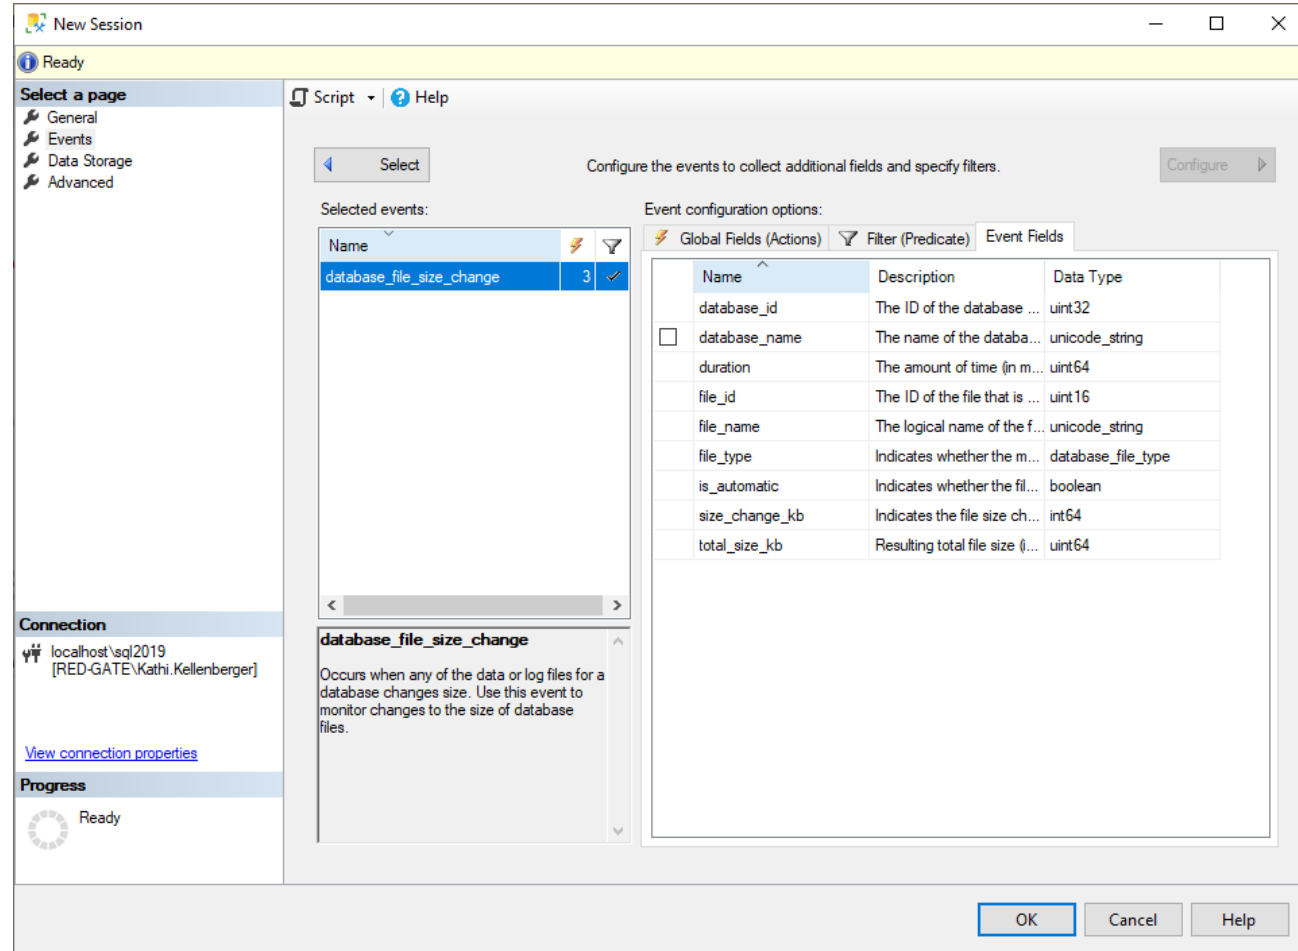 New Session
Ready
Select a page
General
Events
Data Storage
Advanced
Script
Help
Select
Configure the events to collect additional fields and specify filters.
Configure
Selected events:
Name
database_file_size_change 3
Event configuration options:
Global Fields (Actions)
Filter (Predicate)
Event Fields
Name Description Data Type
database_id The ID of the database ... uint32
database_name The name of the databa... unicode_string
duration The amount of time (in m... uint64
file_id The ID of the file that is ... uint16
file_name The logical name of the f... unicode_string
file_type Indicates whether the m... database_file_type
is_automatic Indicates whether the fil... boolean
size_change_kb Indicates the file size ch... int64
total_size_kb Resulting total file size (i... uint64
database_file_size_change
Occurs when any of the data or log files for a
database changes size. Use this event to
monitor changes to the size of database
files.
Connection
localhost\sql2019
[RED-GATE\Kathi.Kellenberger]
View connection properties
Progress
Ready
OK
Cancel
Help